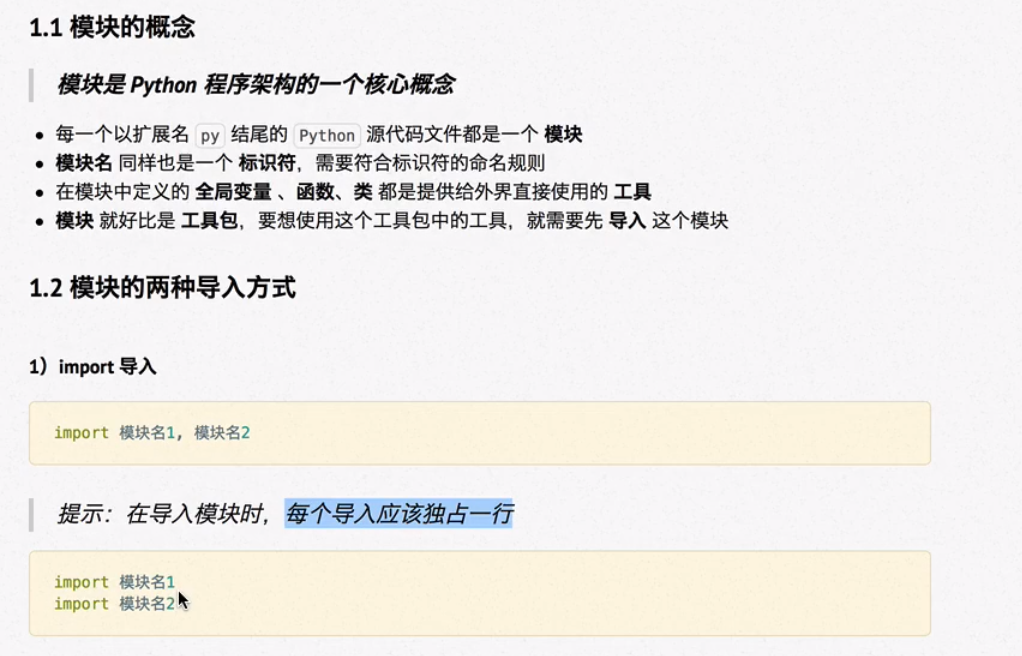 1.1 模块的概念
模块是 Python 程序架构的一个核心概念
每一个以扩展名 py 结尾的 Python 源代码文件都是一个 模块
模块名 同样也是一个 标识符，需要符合标识符的命名规则
在模块中定义的 全局变量 、函数、类 都是提供给外界直接使用的 工具
模块 就好比是 工具包，要想使用这个工具包中的工具，就需要先 导入 这个模块
1.2 模块的两种导入方式
1）import 导入
import 模块名1, 模块名2
提示：在导入模块时，每个导入应该独占一行
import 模块名1
import 模块名2